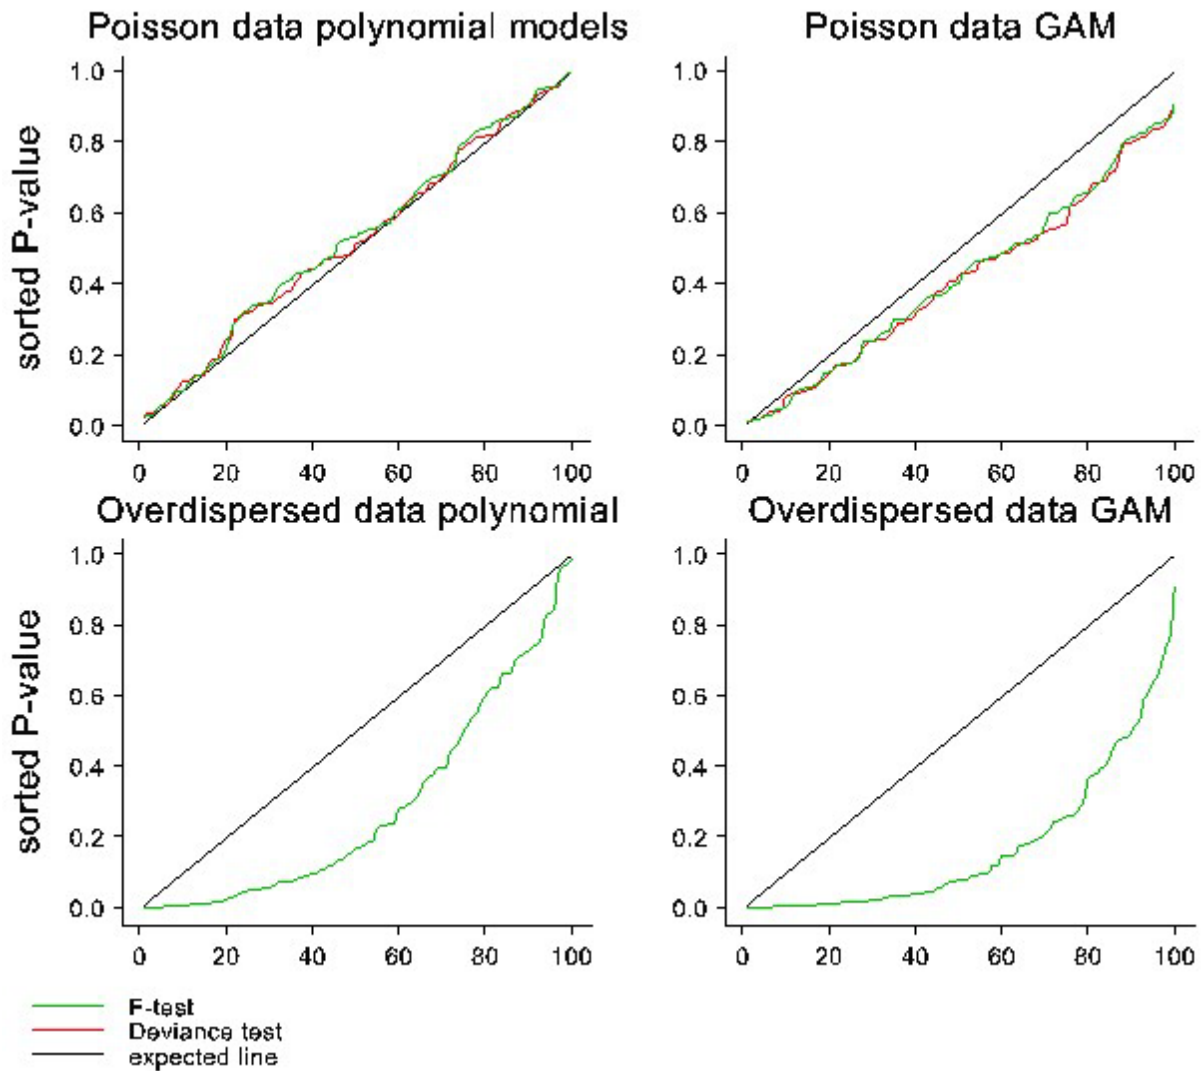 Poisson data polynomial models
Poisson data GAM
sorted P-value
1.0
0.8
0.6
0.4
0.2
0.0
0 20 40 60 80 100
1.0
0.8
0.6
0.4
0.2
0.0
0 20 40 60 80 100
Overdispersed data polynomial
Overdispersed data GAM
sorted P-value
1.0
0.8
0.6
0.4
0.2
0.0
0 20 40 60 80 100
1.0
0.8
0.6
0.4
0.2
0.0
0 20 40 60 80 100
F-test
Deviance test
expected line